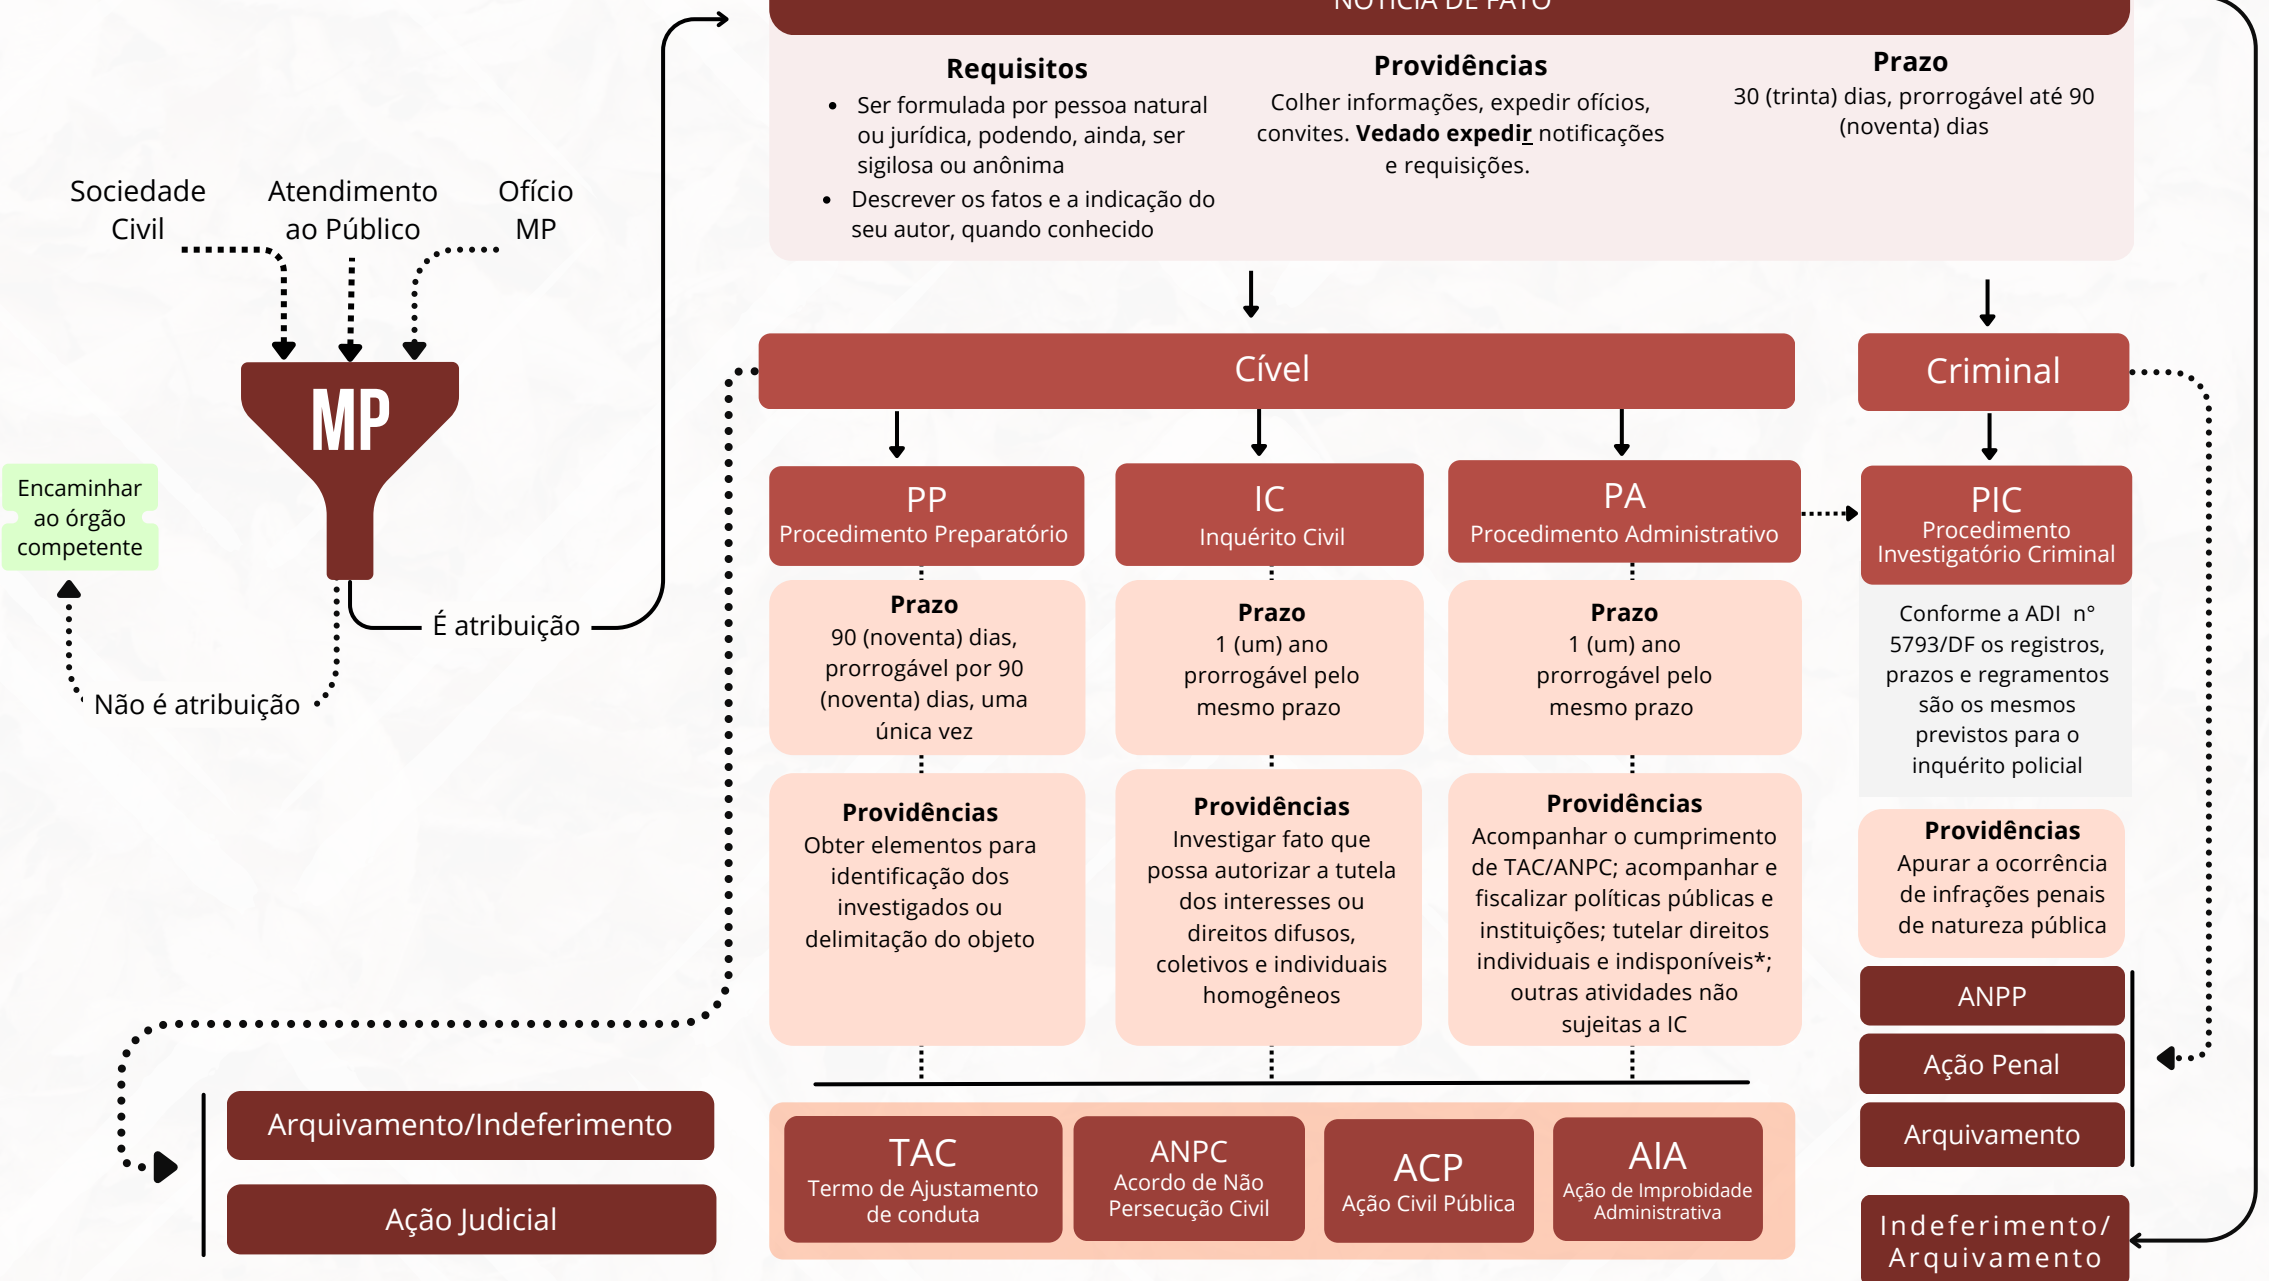 NOTÍCIA DE FATO
Requisitos
Ser formulada por pessoa natural
ou jurídica, podendo, ainda, ser
sigilosa ou anônima
Descrever os fatos e a indicação do
seu autor, quando conhecido
Providências
Colher informações, expedir ofícios,
convites. Vedado expedir notificações
e requisições.
Prazo
30 (trinta) dias, prorrogável até 90
(noventa) dias
Sociedade
Civil
Atendimento
ao Público
Ofício
MP
MP
Encaminhar
ao órgão
competente
É atribuição
Não é atribuição
Cível
Criminal
PP
Procedimento Preparatório
Prazo
90 (noventa) dias,
prorrogável por 90
(noventa) dias, uma
única vez
Providências
Obter elementos para
identificação dos
investigados ou
delimitação do objeto
IC
Inquérito Civil
Prazo
1 (um) ano
prorrogável pelo
mesmo prazo
Providências
Investigar fato que
possa autorizar a tutela
dos interesses ou
direitos difusos,
coletivos e individuais
homogêneos
PA
Procedimento Administrativo
Prazo
1 (um) ano
prorrogável pelo
mesmo prazo
Providências
Acompanhar o cumprimento
de TAC/ANPC; acompanhar e
fiscalizar políticas públicas e
instituições; tutelar direitos
individuais e indisponíveis*;
outras atividades não
sujeitas a IC
PIC
Procedimento
Investigatório Criminal
Conforme a ADI n°
5793/DF os registros,
prazos e regramentos
são os mesmos
previstos para o
inquérito policial
Providências
Apurar a ocorrência
de infrações penais
de natureza pública
ANPP
Ação Penal
Arquivamento
Indeferimento/
Arquivamento
Arquivamento/Indeferimento
Ação Judicial
TAC
Termo de Ajustamento
de conduta
ANPC
Acordo de Não
Persecução Civil
ACP
Ação Civil Pública
AIA
Ação de Improbidade
Administrativa